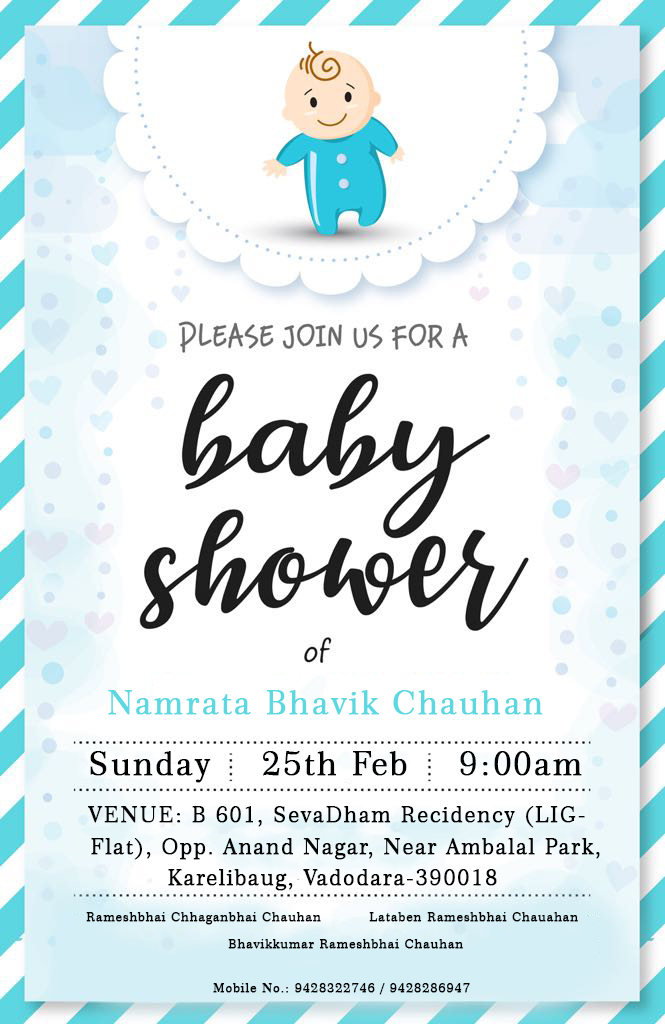 PLEASE JOIN US FOR A
baby
shower
of
Namrata Bhavik Chauhan
Sunday 25th Feb 9:00am
VENUE: B 601, SevaDham Recidency (LIG-
Flat), Opp. Anand Nagar, Near Ambalal Park,
Karelibaug, Vadodara-390018
Rameshbhai Chhaganbhai Chauhan Lataben Rameshbhai Chauahan
Bhavikkumar Rameshbhai Chauhan
Mobile No.: 9428322746 / 9428286947